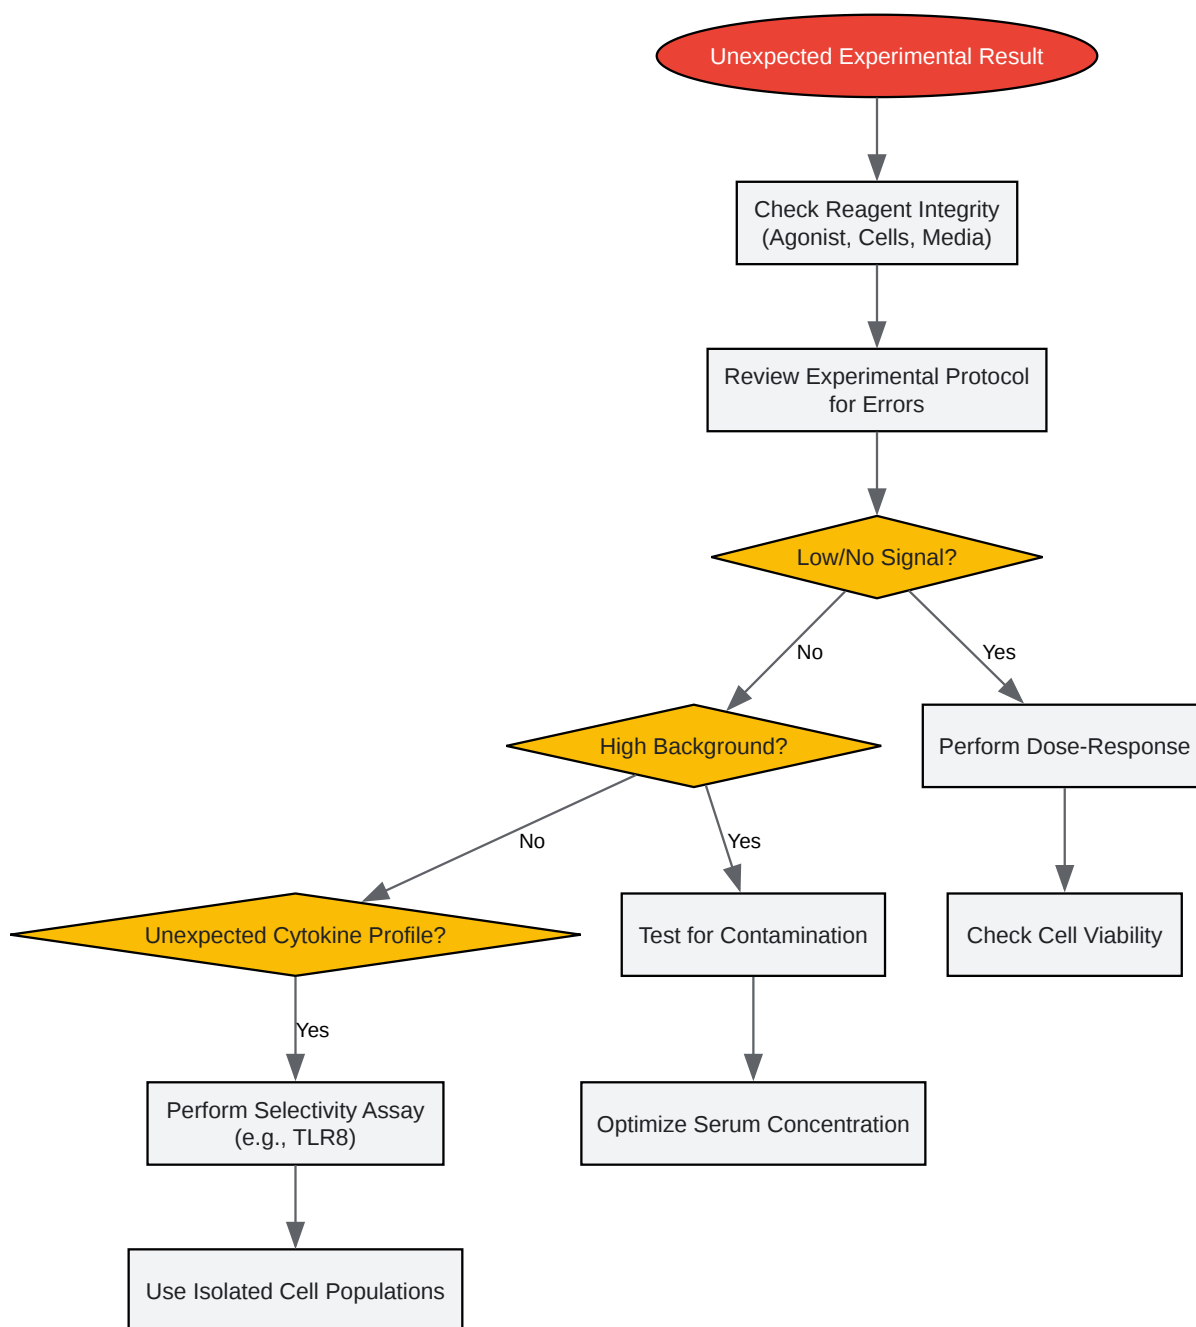 Unexpected Experimental Result
Check Reagent Integrity
(Agonist, Cells, Media)
Review Experimental Protocol
for Errors
Low/No Signal?
No
Yes
High Background?
Perform Dose-Response
No
Yes
Unexpected Cytokine Profile?
Test for Contamination
Check Cell Viability
Yes
Perform Selectivity Assay
(e.g., TLR8)
Optimize Serum Concentration
Use Isolated Cell Populations